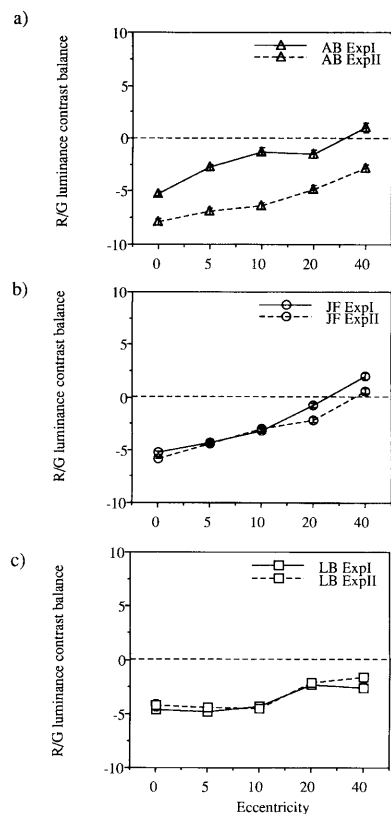 a)
R/G luminance contrast balance
10
5
0
-5
-10
AB ExpI
AB ExpII
0 5 10 20 40
b)
R/G luminance contrast balance
10
5
0
-5
-10
JF ExpI
JF ExpII
0 5 10 20 40
c)
R/G luminance contrast balance
10
5
0
-5
-10
LB ExpI
LB ExpII
0 5 10 20 40
Eccentricity